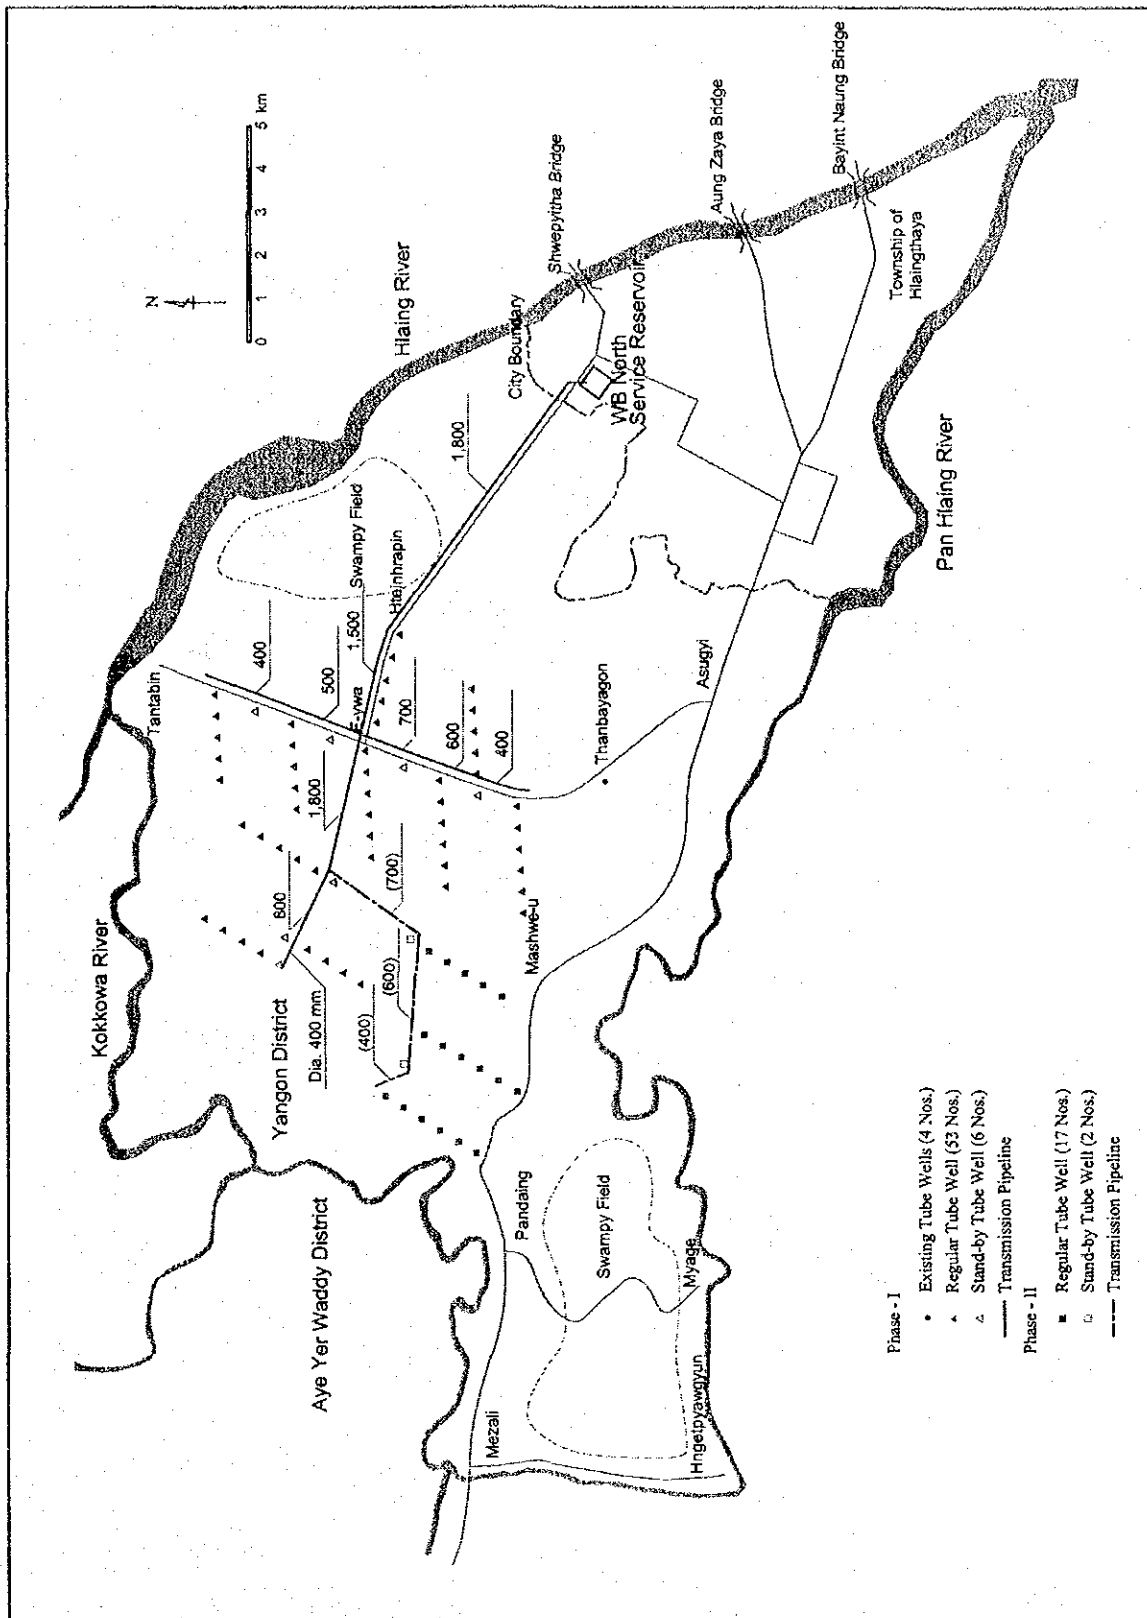 N
0 1 2 3 4 5 km
Kokkowa River
Tantabin
Hlaing River
Shwepyitha Bridge
Aung Zaya Bridge
Bayint Naung Bridge
City Boundary
WB North
Service Reservoir
Township of
Hlaingthaya
Pan Hlaing River
Yangon District
Aye Yer Waddy District
Dia. 400 mm
600
1,800
400
500
1,500
Swampy Field
Hteinhrapin
1,800
700
600
400
(700)
(600)
(400)
Mashwe-u
Thanbayagon
Asugyi
Pandaing
Swampy Field
Myage
Mezali
Hngetpyawgyun
Phase - I
Existing Tube Wells (4 Nos.)
Regular Tube Well (53 Nos.)
Stand-by Tube Well (6 Nos.)
Transmission Pipeline
Phase - II
Regular Tube Well (17 Nos.)
Stand-by Tube Well (2 Nos.)
Transmission Pipeline